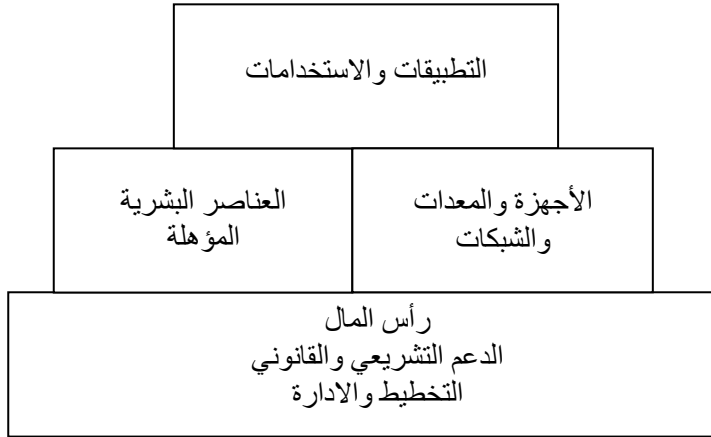 التطبيقات والاستخدامات
الأجهزة والمعدات
والشبكات
العناصر البشرية
المؤهلة
رأس المال
الدعم التشريعي والقانوني
التخطيط والادارة